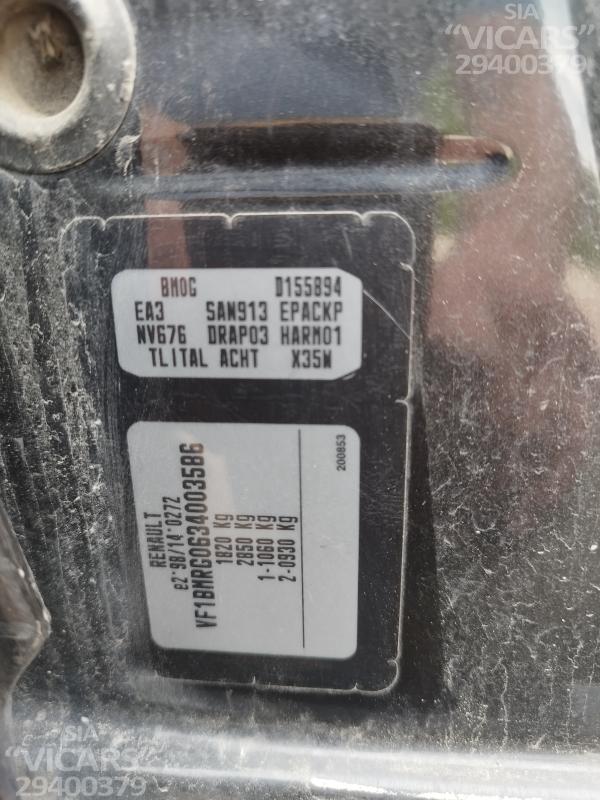 SIA
"VICARS"
29400379
BM0G D155894
EA3 SAN913 EPACKP
NV676 DRAP03 HARM01
TLITAL ACHT X35W
RENAULT
e2*98/14*0272
VF1BMRG0634003586
1820 Kg
2850 Kg
1-1060 Kg
2-0930 Kg
200853
SIA
"VICARS"
29400379